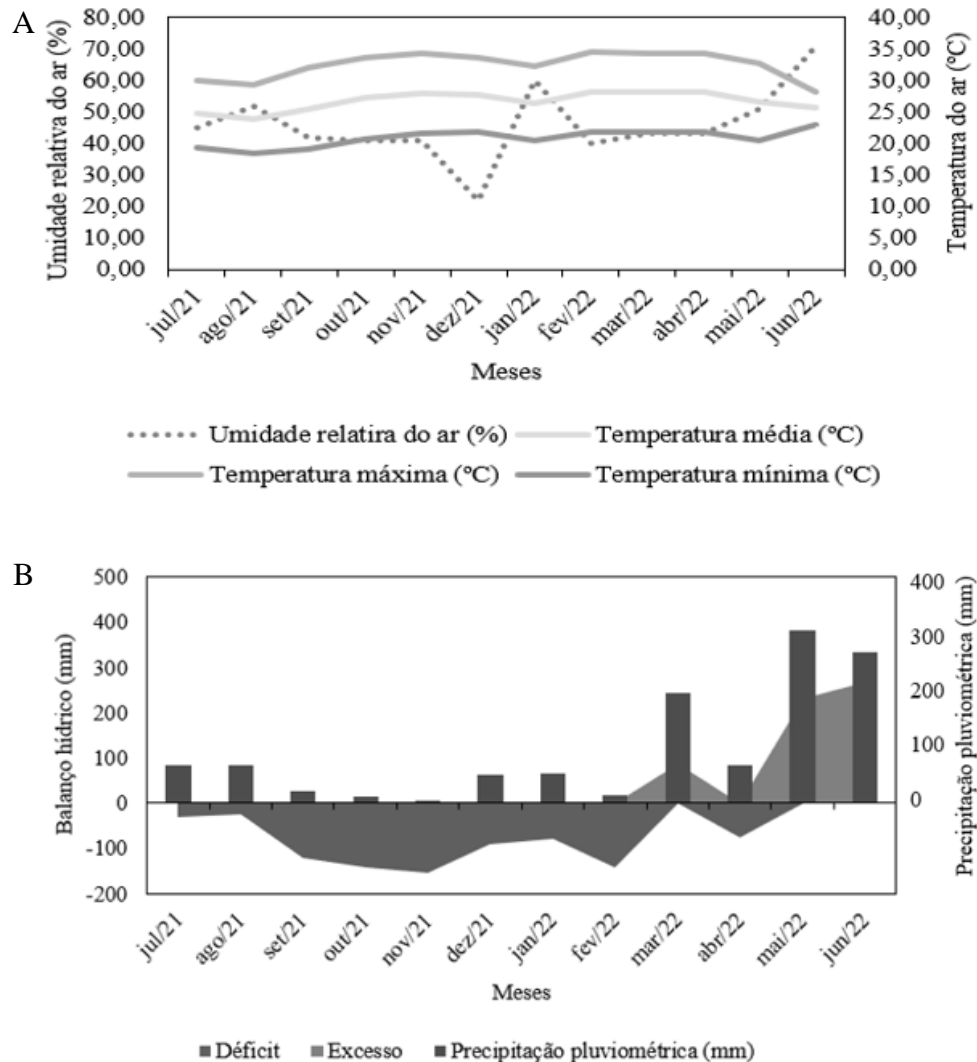 A
Umidade relativa do ar (%)
80,00
70,00
60,00
50,00
40,00
30,00
20,00
10,00
0,00
40,00
35,00
30,00
25,00
20,00
15,00
10,00
5,00
0,00
Temperatura do ar (ºC)
jul/21
ago/21
set/21
out/21
nov/21
dez/21
jan/22
fev/22
mar/22
abr/22
mai/22
jun/22
Meses
Umidade relatira do ar (%)
Temperatura média (ºC)
Temperatura máxima (ºC)
Temperatura mínima (ºC)
B
Balanço hídrico (mm)
500
400
300
200
100
0
-100
-200
400
300
200
100
0
Precipitação pluviométrica (mm)
jul/21
ago/21
set/21
out/21
nov/21
dez/21
jan/22
fev/22
mar/22
abr/22
mai/22
jun/22
Meses
Déficit
Excesso
Precipitação pluviométrica (mm)